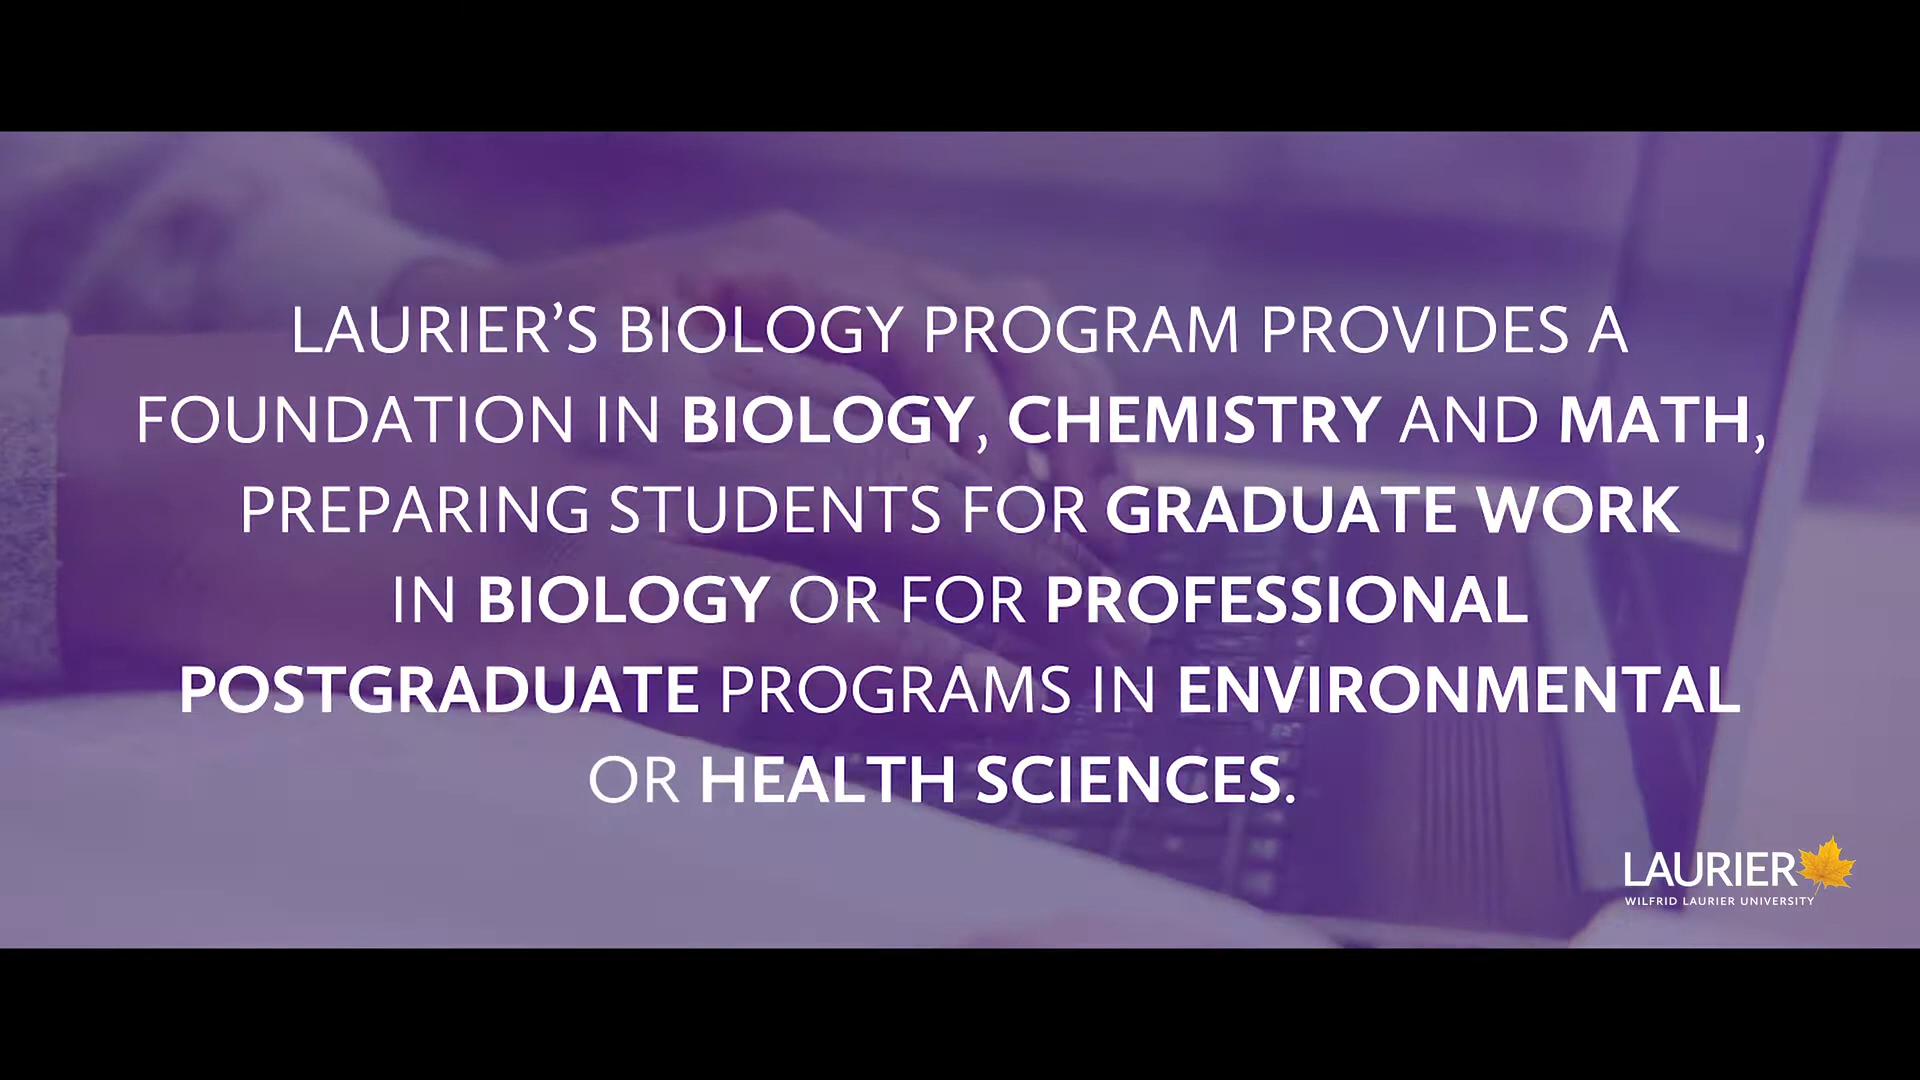 LAURIER’S BIOLOGY PROGRAM PROVIDES A
FOUNDATION IN BIOLOGY, CHEMISTRY AND MATH,
PREPARING STUDENTS FOR GRADUATE WORK
IN BIOLOGY OR FOR PROFESSIONAL
POSTGRADUATE PROGRAMS IN ENVIRONMENTAL
OR HEALTH SCIENCES.
LAURIER
WILFRID LAURIER UNIVERSITY